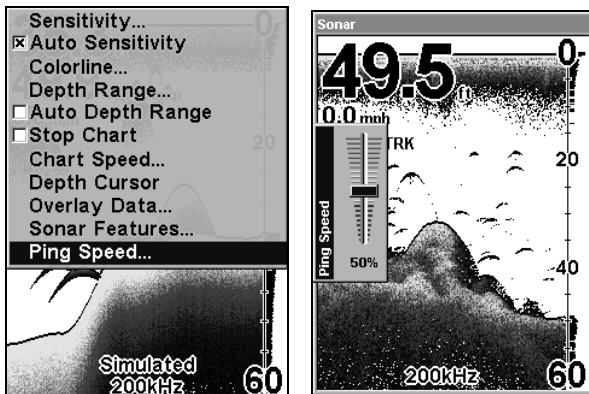 Sensitivity...
Auto Sensitivity
Colorline...
Depth Range...
Auto Depth Range
Stop Chart
Chart Speed...
Depth Cursor
Overlay Data...
Sonar Features...
Ping Speed...
0
20
Simulated
200kHz
60
Sonar
0
49.5 ft
0.0 mph
TRK
20
Ping Speed
50%
40
200kHz
60